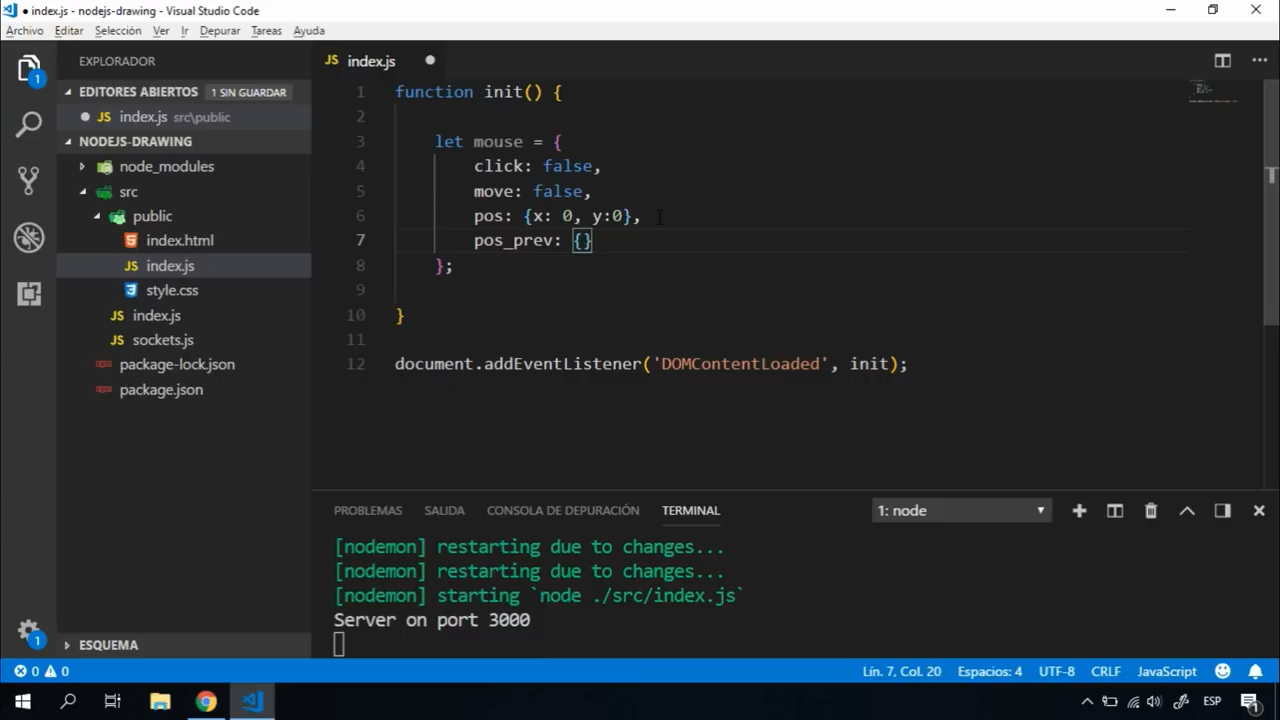 ● index.js - nodejs-drawing - Visual Studio Code
Archivo Editar Selección Ver Ir Depurar Tareas Ayuda
EXPLORADOR
EDITORES ABIERTOS 1 SIN GUARDAR
● JS index.js src\public
NODEJS-DRAWING
node_modules
src
public
index.html
JS index.js
style.css
JS index.js
JS sockets.js
package-lock.json
package.json
ESQUEMA
1
1
JS index.js ●
1 function init() {
2
3 let mouse = {
4 click: false,
5 move: false,
6 pos: {x: 0, y:0},
7 pos_prev: {}
8 };
9
10 }
11
12 document.addEventListener('DOMContentLoaded', init);
PROBLEMAS SALIDA CONSOLA DE DEPURACIÓN TERMINAL 1: node
[nodemon] restarting due to changes...
[nodemon] restarting due to changes...
[nodemon] starting `node ./src/index.js`
Server on port 3000
0 0 Lín. 7, Col. 20 Espacios: 4 UTF-8 CRLF JavaScript
ESP 1